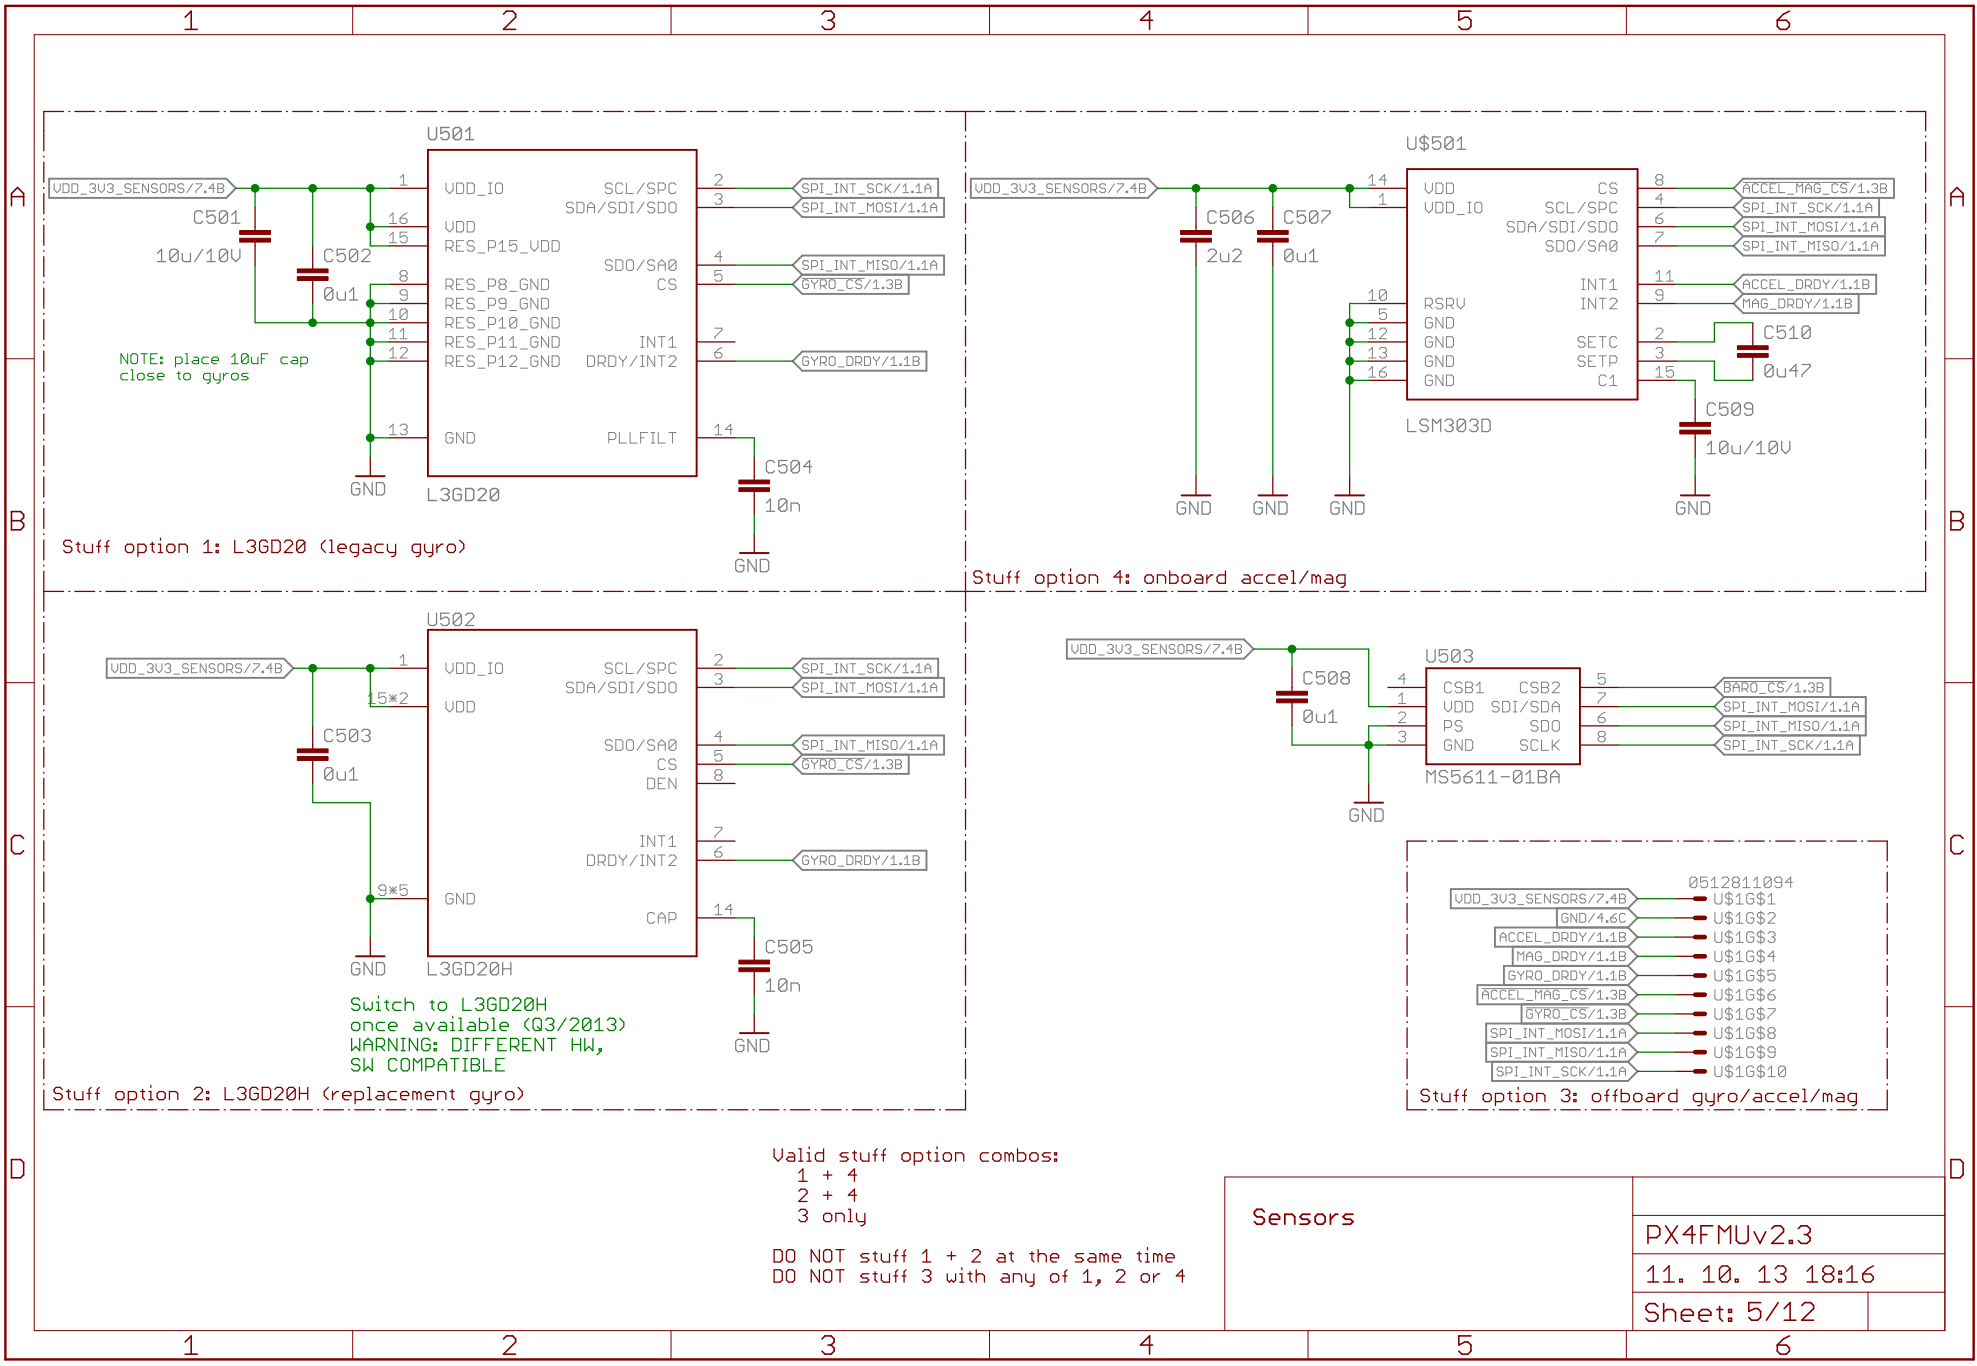 1 2 3 4 5 6
A A
B B
C C
D D
U501
VDD_3V3_SENSORS/7.4B
C501
10u/10V
C502
0u1
1 VDD_IO
16 VDD
15 RES_P15_VDD
8 RES_P8_GND
9 RES_P9_GND
10 RES_P10_GND
11 RES_P11_GND
12 RES_P12_GND
13 GND
SCL/SPC 2 SPI_INT_SCK/1.1A
SDA/SDI/SDO 3 SPI_INT_MOSI/1.1A
SDO/SA0 4 SPI_INT_MISO/1.1A
CS 5 GYRO_CS/1.3B
INT1 7
DRDY/INT2 6 GYRO_DRDY/1.1B
PLLFILT 14
C504
10n
GND
GND
L3GD20
NOTE: place 10uF cap
close to gyros
Stuff option 1: L3GD20 (legacy gyro)
U$501
VDD_3V3_SENSORS/7.4B
C506
2u2
C507
0u1
14 VDD
1 VDD_IO
10 RSRV
5 GND
12 GND
13 GND
16 GND
CS 8 ACCEL_MAG_CS/1.3B
SCL/SPC 4 SPI_INT_SCK/1.1A
SDA/SDI/SDO 6 SPI_INT_MOSI/1.1A
SDO/SA0 7 SPI_INT_MISO/1.1A
INT1 11 ACCEL_DRDY/1.1B
INT2 9 MAG_DRDY/1.1B
SETC 2
SETP 3
C1 15
C510
0u47
C509
10u/10V
LSM303D
GND GND GND GND
Stuff option 4: onboard accel/mag
U502
VDD_3V3_SENSORS/7.4B
C503
0u1
1 VDD_IO
15*2 VDD
9*5 GND
SCL/SPC 2 SPI_INT_SCK/1.1A
SDA/SDI/SDO 3 SPI_INT_MOSI/1.1A
SDO/SA0 4 SPI_INT_MISO/1.1A
CS 5 GYRO_CS/1.3B
DEN 8
INT1 7
DRDY/INT2 6 GYRO_DRDY/1.1B
CAP 14
C505
10n
GND
GND
L3GD20H
Switch to L3GD20H
once available (Q3/2013)
WARNING: DIFFERENT HW,
SW COMPATIBLE
Stuff option 2: L3GD20H (replacement gyro)
VDD_3V3_SENSORS/7.4B
U503
C508
0u1
4 CSB1
1 VDD
2 PS
3 GND
CSB2 5 BARO_CS/1.3B
SDI/SDA 7 SPI_INT_MOSI/1.1A
SDO 6 SPI_INT_MISO/1.1A
SCLK 8 SPI_INT_SCK/1.1A
MS5611-01BA
GND
0512811094
VDD_3V3_SENSORS/7.4B U$1G$1
GND/4.6C U$1G$2
ACCEL_DRDY/1.1B U$1G$3
MAG_DRDY/1.1B U$1G$4
GYRO_DRDY/1.1B U$1G$5
ACCEL_MAG_CS/1.3B U$1G$6
GYRO_CS/1.3B U$1G$7
SPI_INT_MOSI/1.1A U$1G$8
SPI_INT_MISO/1.1A U$1G$9
SPI_INT_SCK/1.1A U$1G$10
Stuff option 3: offboard gyro/accel/mag
Valid stuff option combos:
1 + 4
2 + 4
3 only
DO NOT stuff 1 + 2 at the same time
DO NOT stuff 3 with any of 1, 2 or 4
Sensors
PX4FMUv2.3
11. 10. 13 18:16
Sheet: 5/12
1 2 3 4 5 6